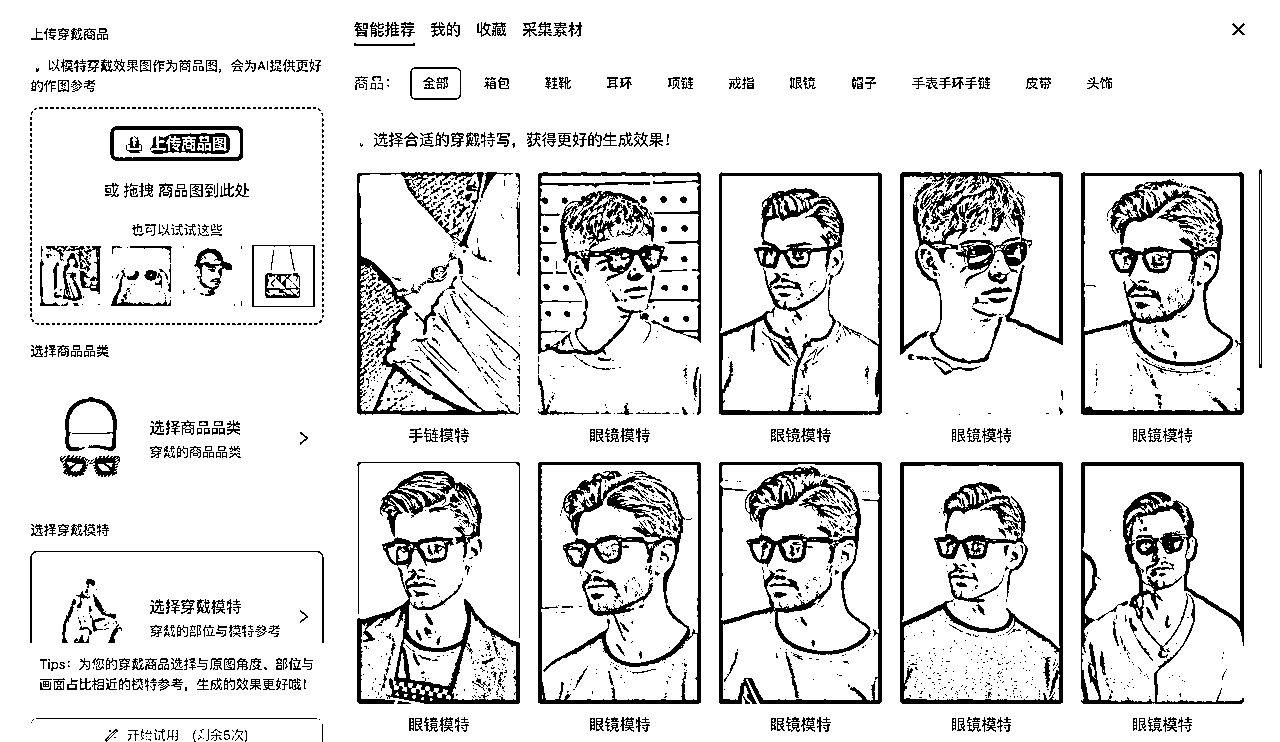 上传穿戴商品
。以模特穿戴效果图作为商品图，会为AI提供更好
的作图参考
上传商品图
或 拖拽 商品图到此处
也可以试试这些
选择商品品类
选择商品品类
穿戴的商品品类
选择穿戴模特
选择穿戴模特
穿戴的部位与模特参考
Tips：为您的穿戴商品选择与原图角度、部位与
画面占比相近的模特参考，生成的效果更好哦！
开始试用 （剩余5次）
智能推荐 我的 收藏 采集素材
商品： 全部 箱包 鞋靴 耳环 项链 戒指 眼镜 帽子 手表手环手链 皮带 头饰
。选择合适的穿戴特写，获得更好的生成效果！
手链模特 眼镜模特 眼镜模特 眼镜模特 眼镜模特
眼镜模特 眼镜模特 眼镜模特 眼镜模特 眼镜模特